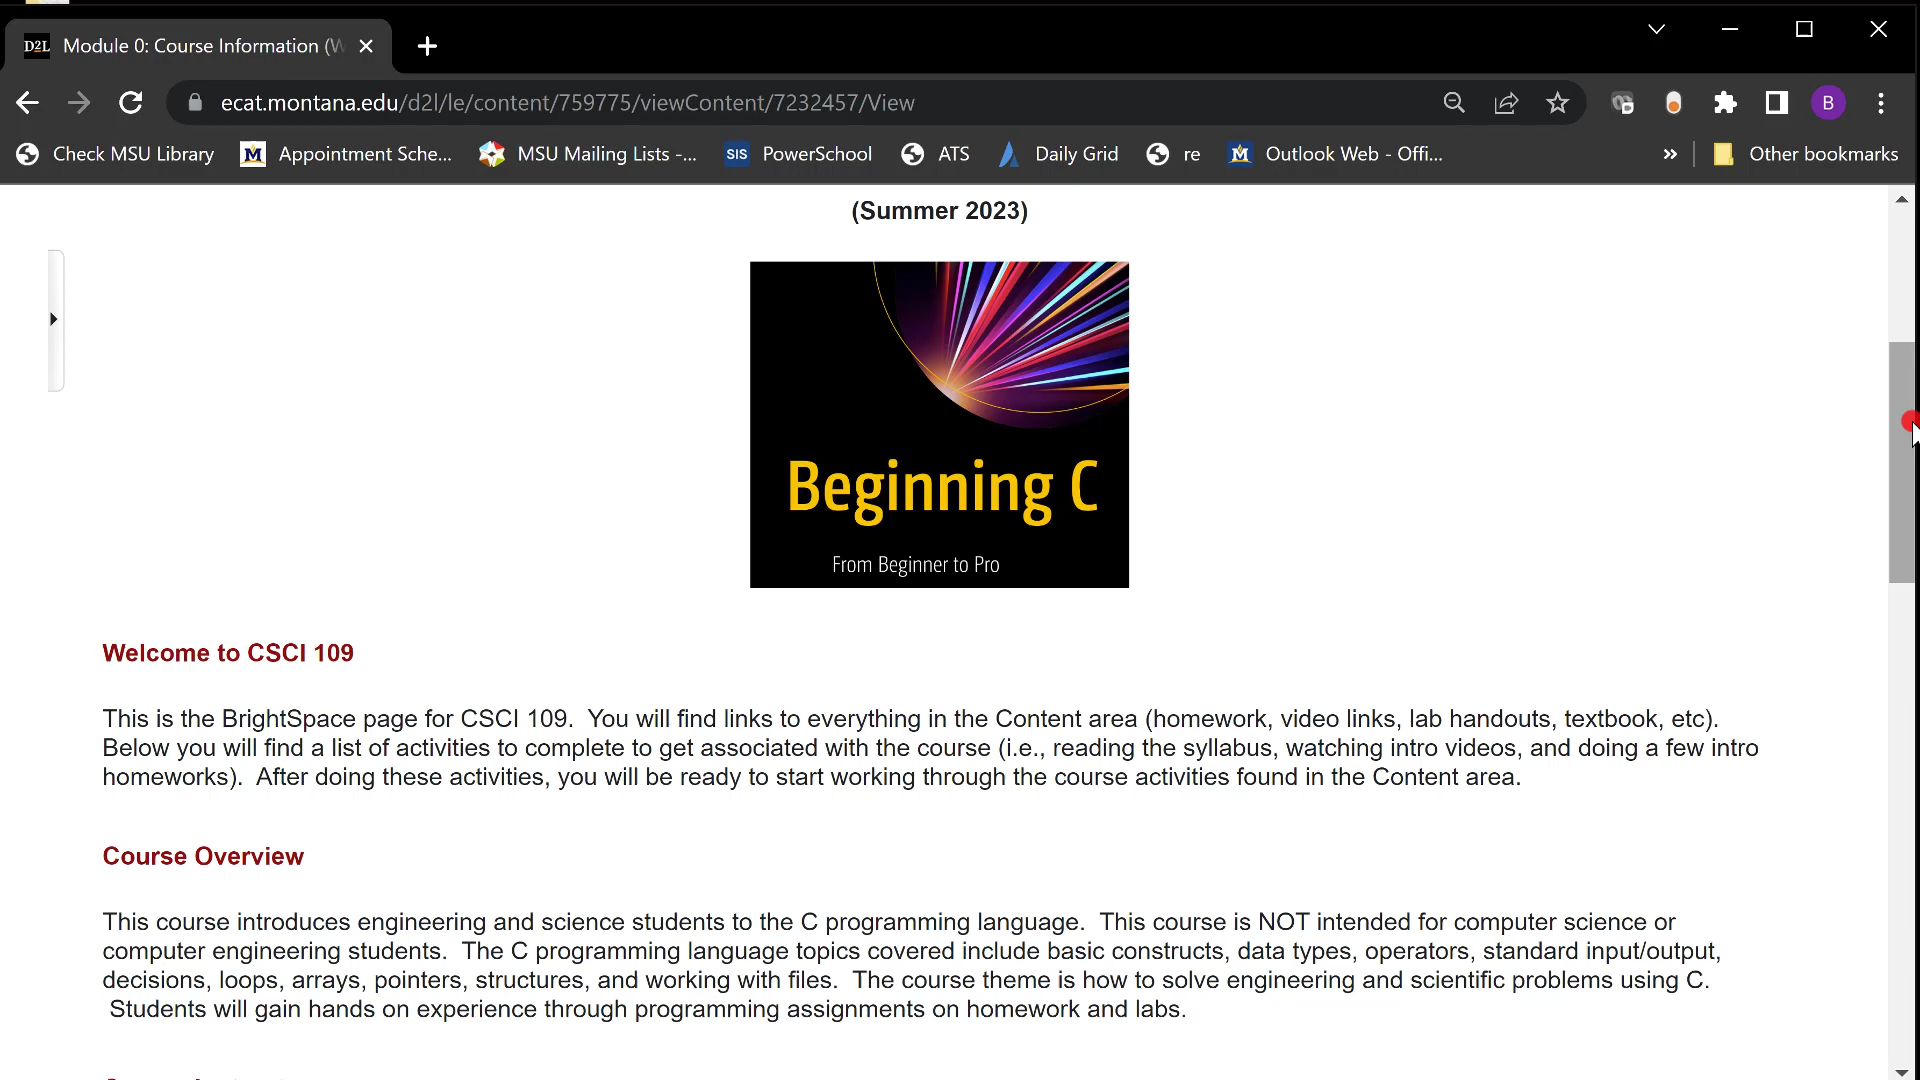 D2L Module 0: Course Information (W
ecat.montana.edu/d2l/le/content/759775/viewContent/7232457/View
B
Check MSU Library
M Appointment Sche...
MSU Mailing Lists -...
SIS PowerSchool
ATS
Daily Grid
re
M Outlook Web - Offi...
»
Other bookmarks
(Summer 2023)
Beginning C
From Beginner to Pro
Welcome to CSCI 109
This is the BrightSpace page for CSCI 109.  You will find links to everything in the Content area (homework, video links, lab handouts, textbook, etc).
Below you will find a list of activities to complete to get associated with the course (i.e., reading the syllabus, watching intro videos, and doing a few intro
homeworks).  After doing these activities, you will be ready to start working through the course activities found in the Content area.
Course Overview
This course introduces engineering and science students to the C programming language.  This course is NOT intended for computer science or
computer engineering students.  The C programming language topics covered include basic constructs, data types, operators, standard input/output,
decisions, loops, arrays, pointers, structures, and working with files.  The course theme is how to solve engineering and scientific problems using C.
Students will gain hands on experience through programming assignments on homework and labs.